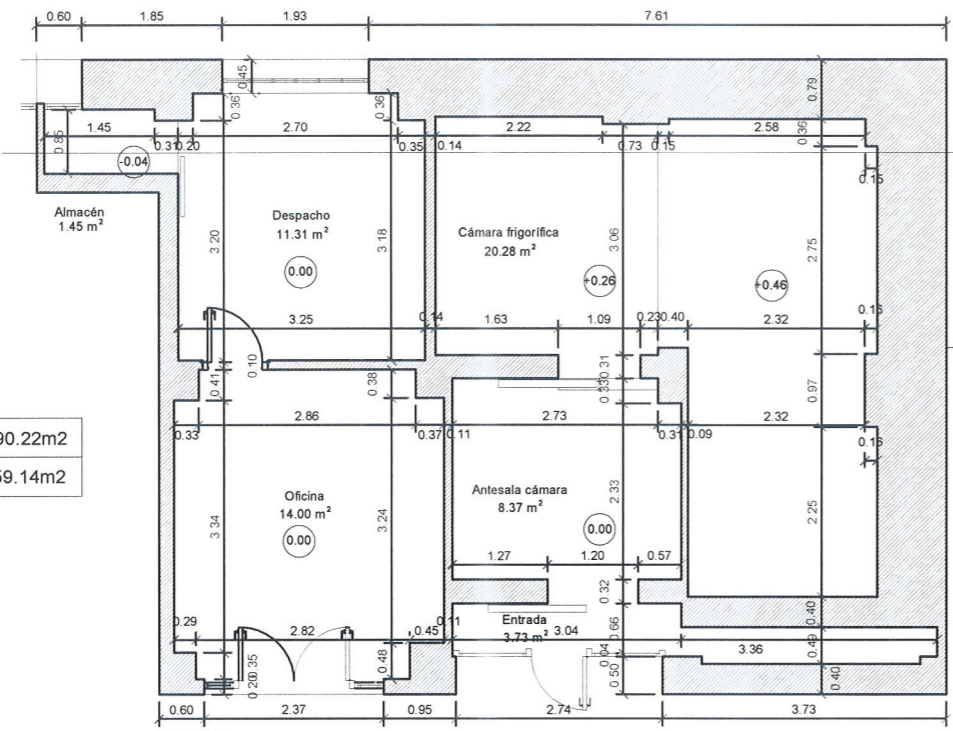 0.60 1.85 1.93 7.61
0.45
0.79
0.36 0.36
1.45 2.70 2.22 2.58
0.36
0.85
0.31 0.20 0.35 0.14 0.73 0.15
-0.04
0.15
Almacén
1.45 m²
Despacho
11.31 m²
0.00
Cámara frigorífica
20.28 m²
+0.26
+0.46
3.20 3.18 3.06 2.75
3.25 0.14 1.63 1.09 0.23 0.40 2.32 0.16
0.10
0.41 0.38 0.33 0.31 0.97
2.86 2.73 2.32
0.33 0.37 0.11 0.31 0.09 0.16
90.22m2
59.14m2
Oficina
14.00 m²
0.00
Antesala cámara
8.37 m²
0.00
3.34 3.24 2.33 2.25
1.27 1.20 0.57
0.32
0.40
0.29 2.82 0.45 0.11
Entrada
3.73 m²
3.04
0.66
3.36
0.49
0.35 0.48 0.04
0.20 0.50 0.40
0.60 2.37 0.95 2.74 3.73